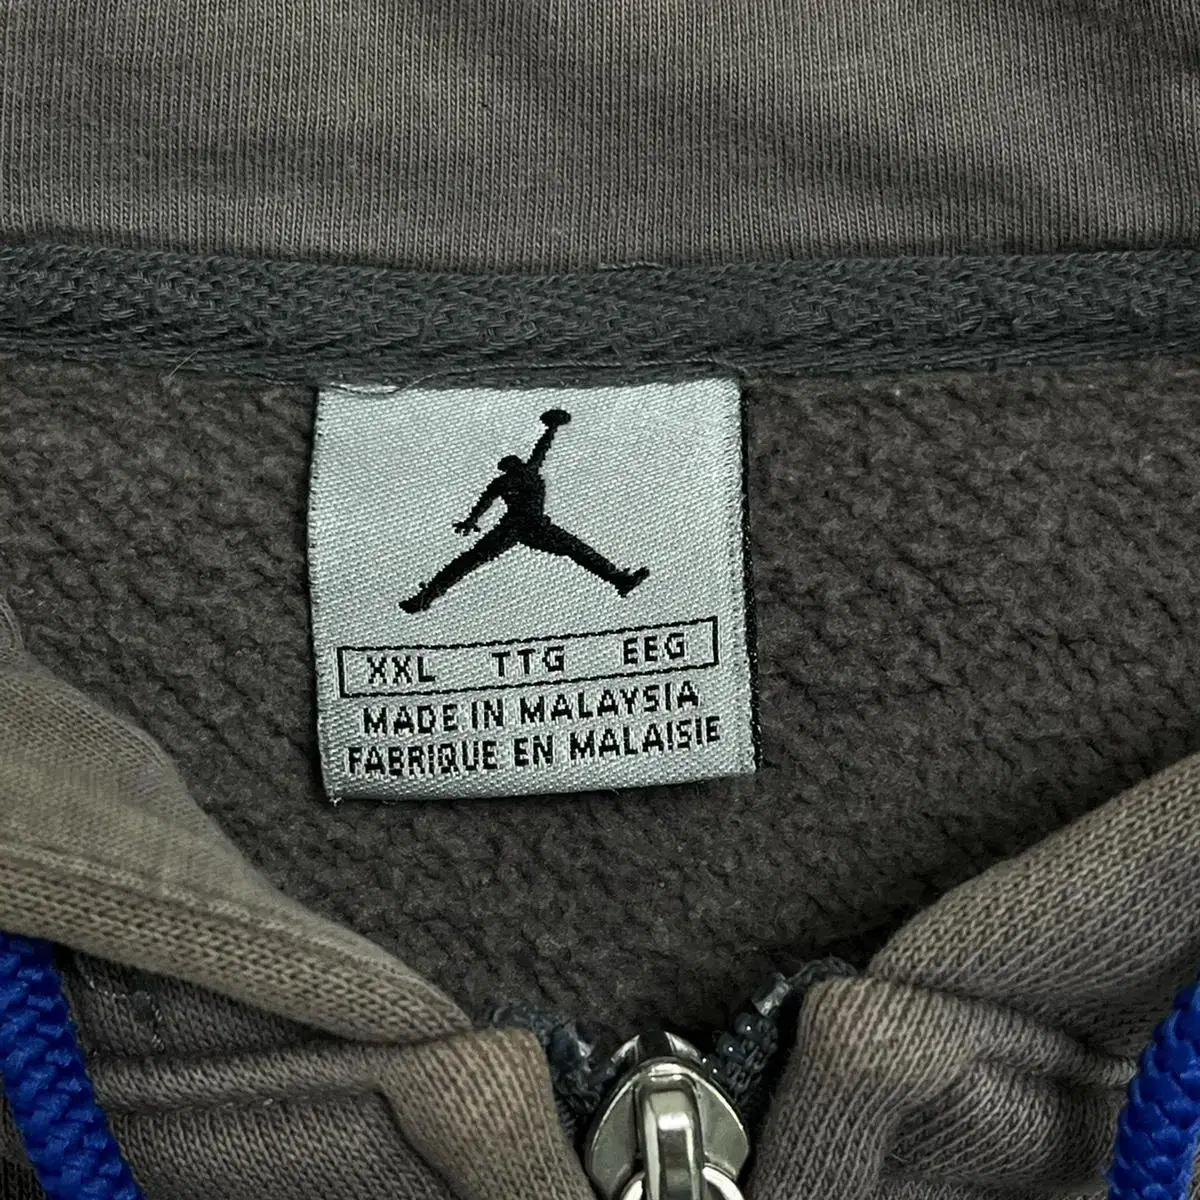 XXL TTG EEG
MADE IN MALAYSIA
FABRIQUE EN MALAISIE